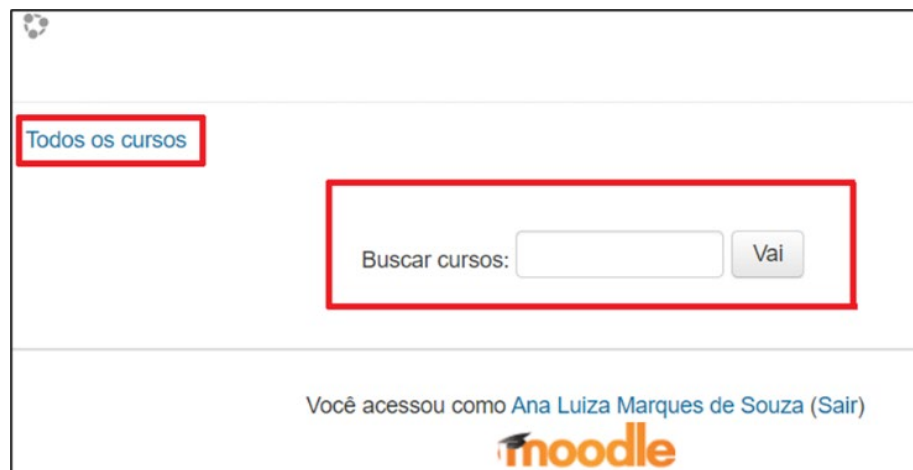 Todos os cursos
Buscar cursos: Vai
Você acessou como Ana Luiza Marques de Souza (Sair)
moodle